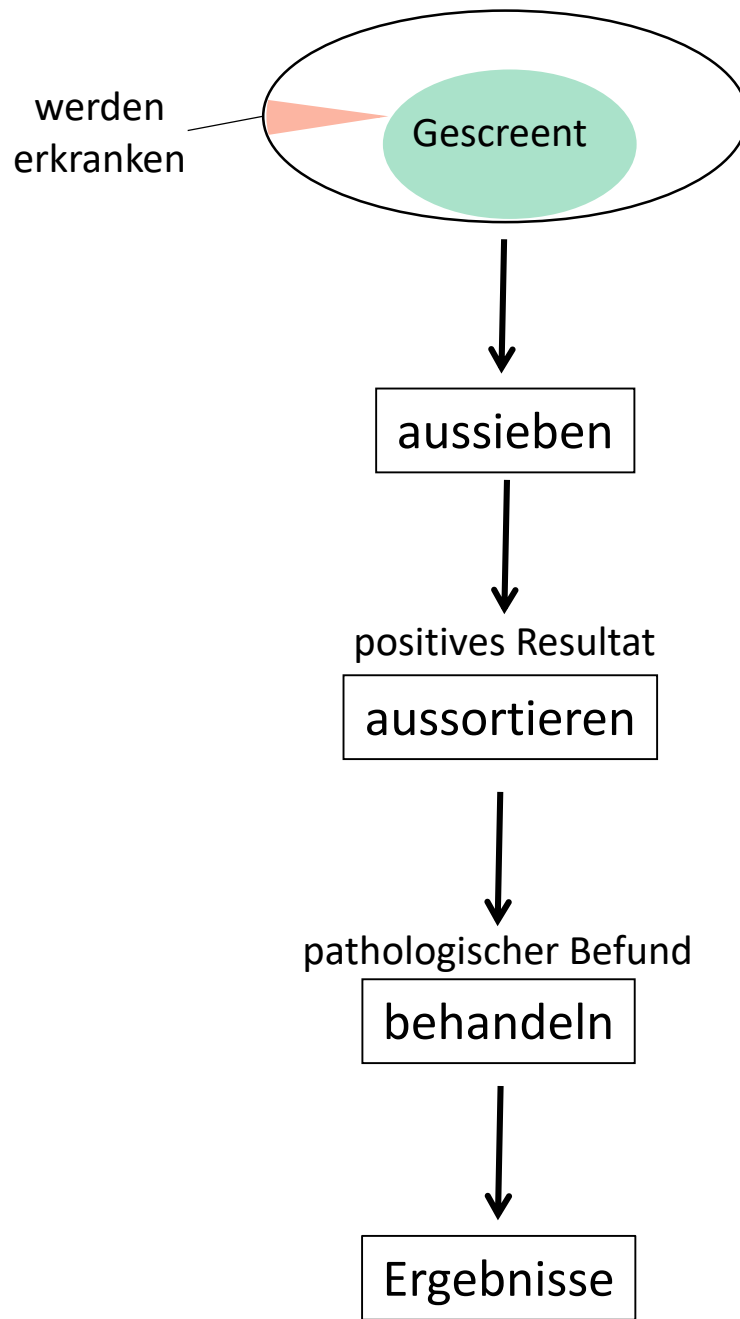 werden
erkranken
Gescreent
aussieben
positives Resultat
aussortieren
pathologischer Befund
behandeln
Ergebnisse